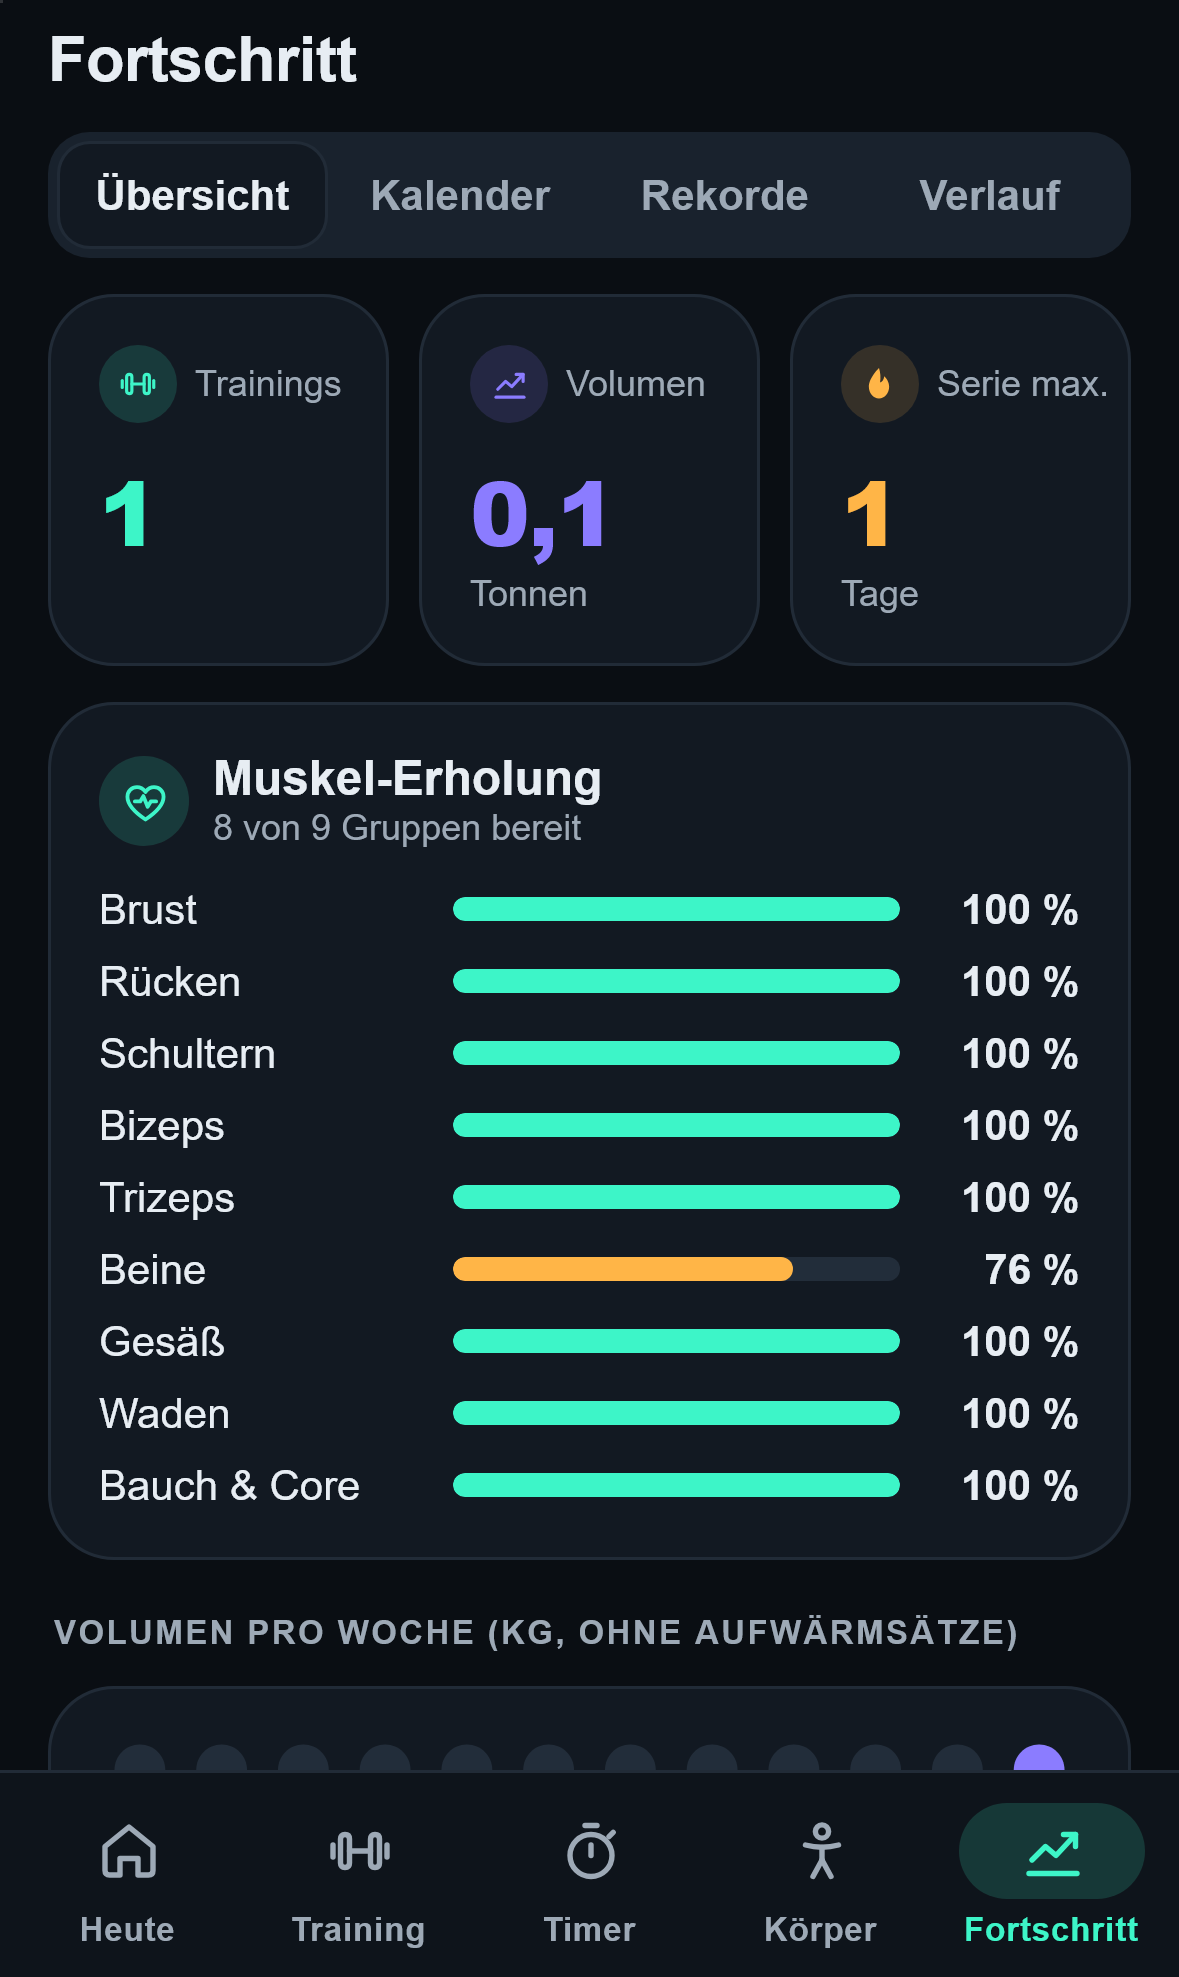 Fortschritt
Übersicht Kalender Rekorde Verlauf
Trainings Volumen Serie max.
1 0,1 1
Tonnen Tage
Muskel-Erholung
8 von 9 Gruppen bereit
Brust 100 %
Rücken 100 %
Schultern 100 %
Bizeps 100 %
Trizeps 100 %
Beine 76 %
Gesäß 100 %
Waden 100 %
Bauch & Core 100 %
VOLUMEN PRO WOCHE (KG, OHNE AUFWÄRMSÄTZE)
Heute Training Timer Körper Fortschritt